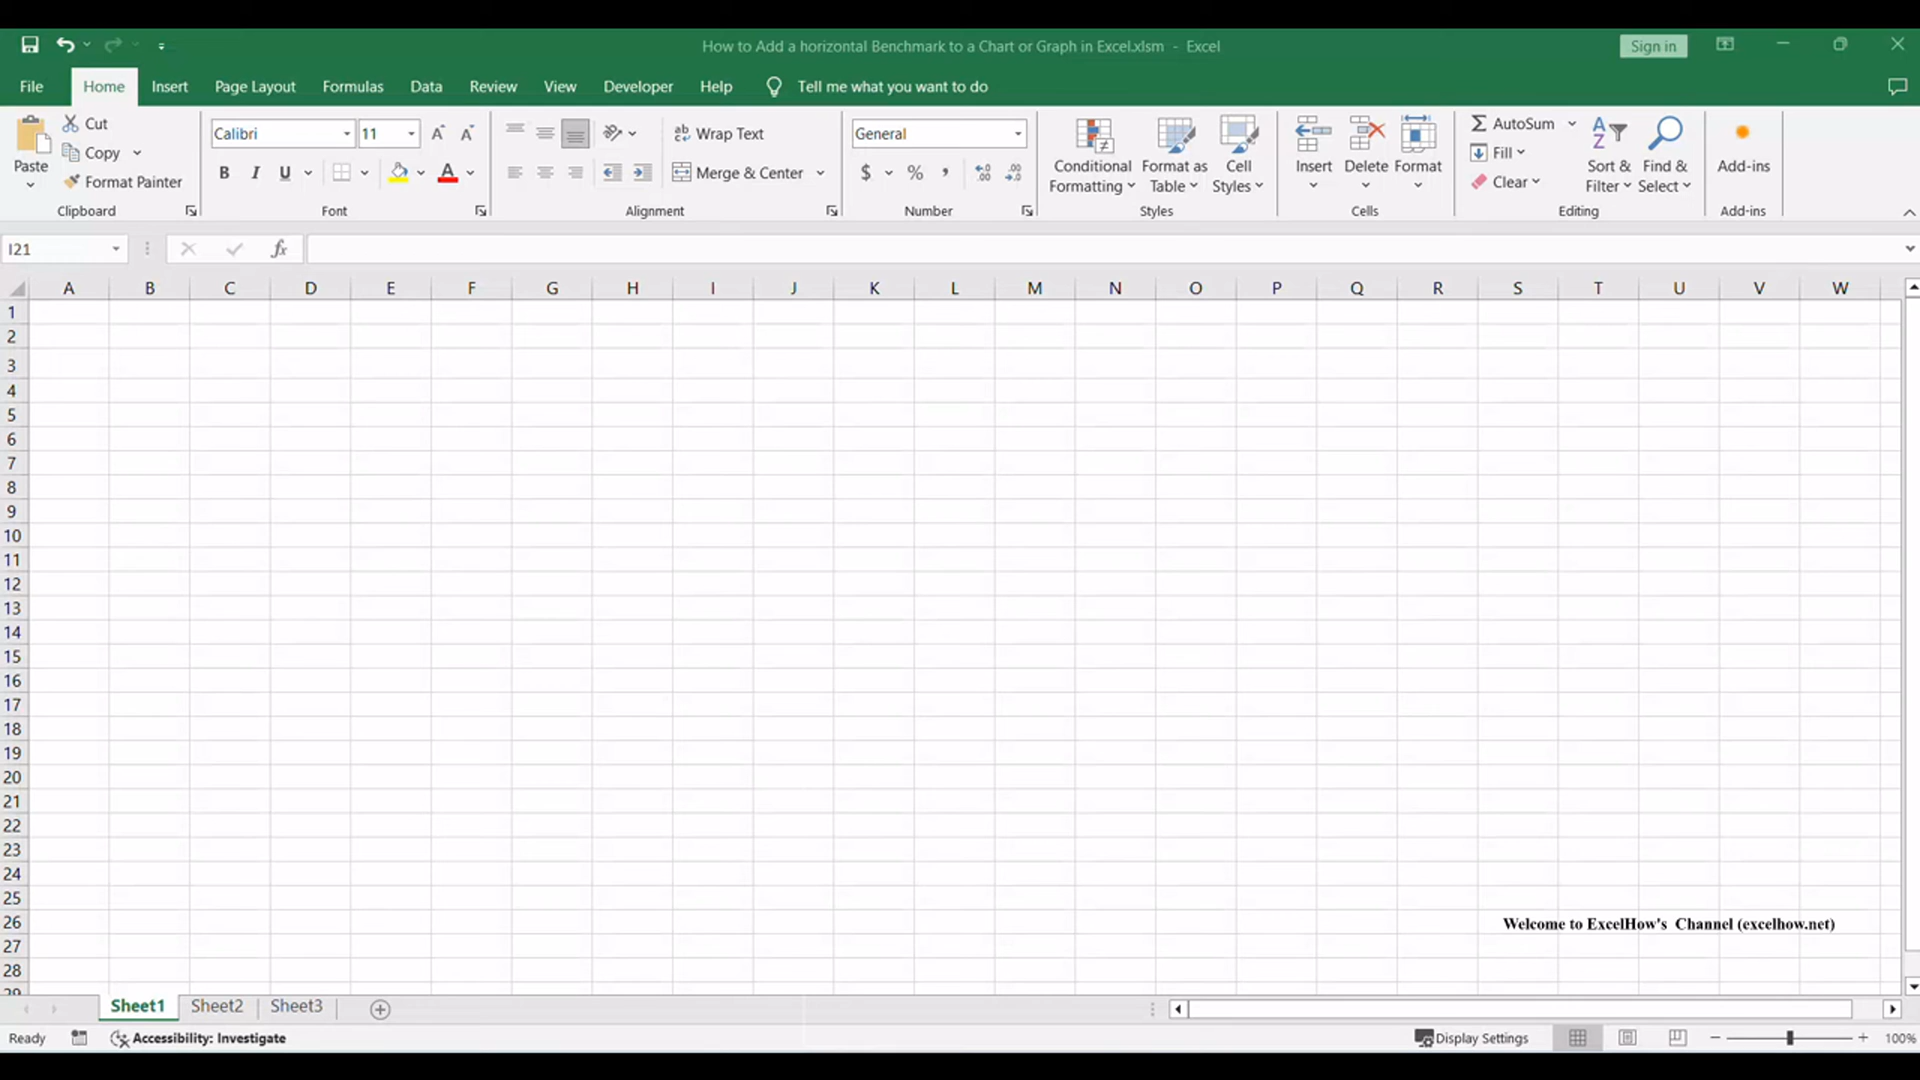 How to Add a horizontal Benchmark to a Chart or Graph in Excel.xlsm - Excel
Sign in
File Home Insert Page Layout Formulas Data Review View Developer Help Tell me what you want to do
Paste
Cut
Copy
Format Painter
Clipboard
Calibri 11
B I U A
Font
ab Wrap Text
Merge & Center
Alignment
General
$ % ,
Number
Conditional Formatting
Format as Table
Cell Styles
Styles
Insert Delete Format
Cells
AutoSum
Fill
Clear
Sort & Filter
Find & Select
Editing
Add-ins
Add-ins
I21
fx
A B C D E F G H I J K L M N O P Q R S T U V W
1
2
3
4
5
6
7
8
9
10
11
12
13
14
15
16
17
18
19
20
21
22
23
24
25
26
Welcome to ExcelHow's Channel (excelhow.net)
27
28
29
Sheet1 Sheet2 Sheet3
Ready Accessibility: Investigate Display Settings 100%